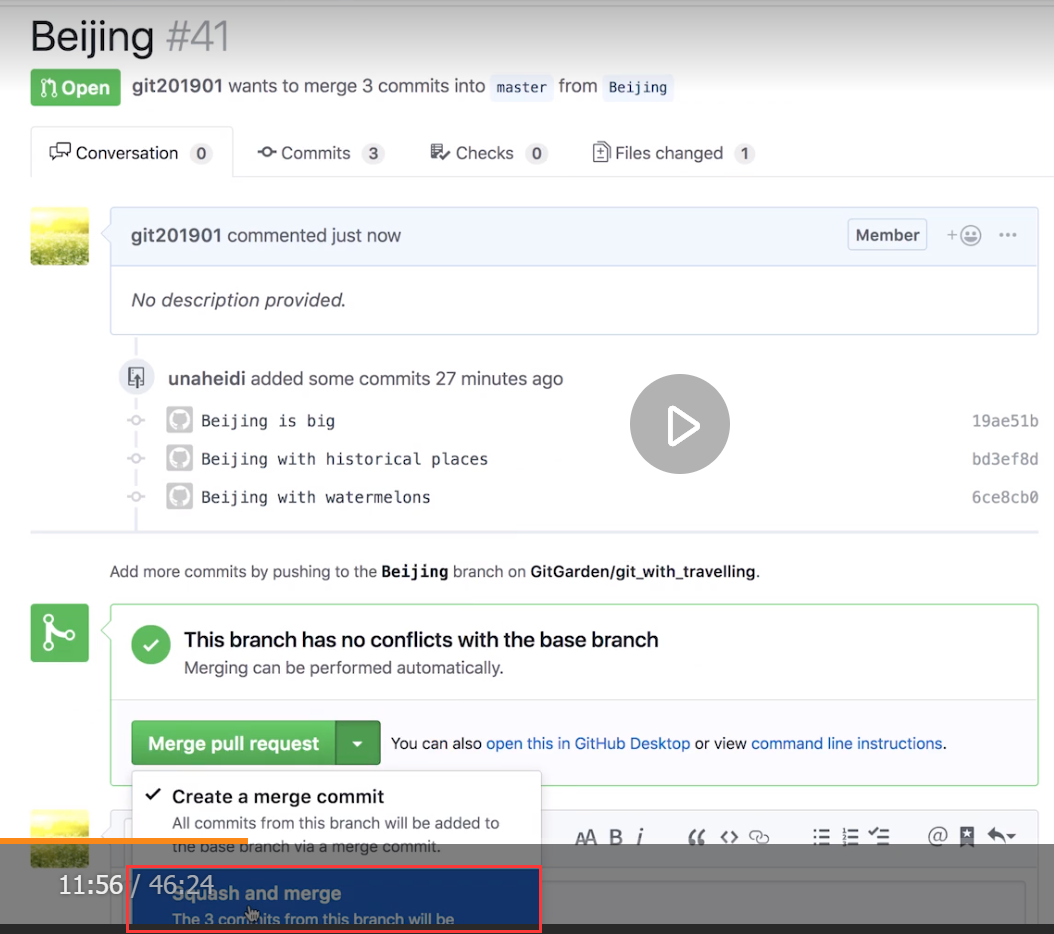 Beijing #41
Open git201901 wants to merge 3 commits into master from Beijing
Conversation 0 Commits 3 Checks 0 Files changed 1
git201901 commented just now Member
No description provided.
unaheidi added some commits 27 minutes ago
Beijing is big 19ae51b
Beijing with historical places bd3ef8d
Beijing with watermelons 6ce8cb0
Add more commits by pushing to the Beijing branch on GitGarden/git_with_travelling.
This branch has no conflicts with the base branch
Merging can be performed automatically.
Merge pull request You can also open this in GitHub Desktop or view command line instructions.
Create a merge commit
All commits from this branch will be added to
the base branch via a merge commit.
AA B i
11:56 / 46:24
Squash and merge
The 3 commits from this branch will be